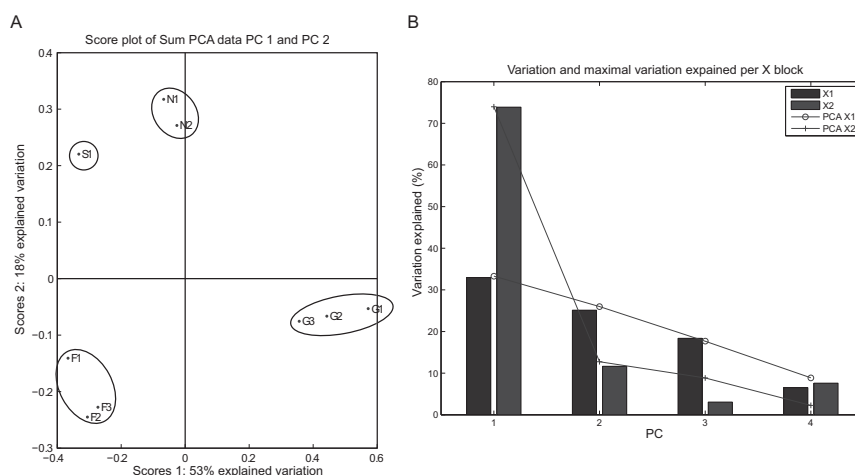 A
Score plot of Sum PCA data PC 1 and PC 2
0.4
0.3
0.2
0.1
0
−0.1
−0.2
−0.3
−0.4
−0.2
0
0.2
0.4
0.6
Scores 2: 18% explained variation
Scores 1: 53% explained variation
N1
N2
S1
G1
G2
G3
F1
F3
F2
B
Variation and maximal variation expained per X block
80
70
60
50
40
30
20
10
0
1
2
3
4
Variation explained (%)
PC
X1
X2
PCA X1
PCA X2